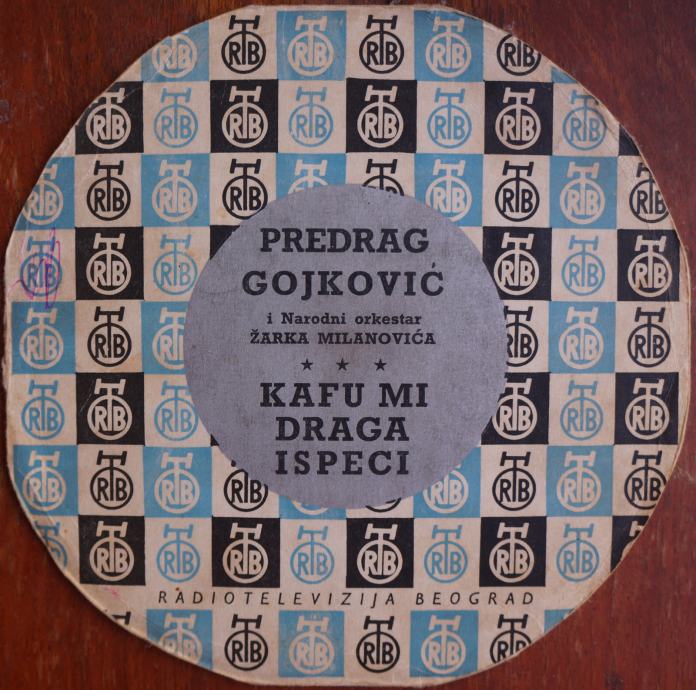 PREDRAG
GOJKOVIĆ
i Narodni orkestar
ŽARKA MILANOVIĆA
★ ★ ★
KAFU MI
DRAGA
ISPECI
RADIOTELEVIZIJA BEOGRAD